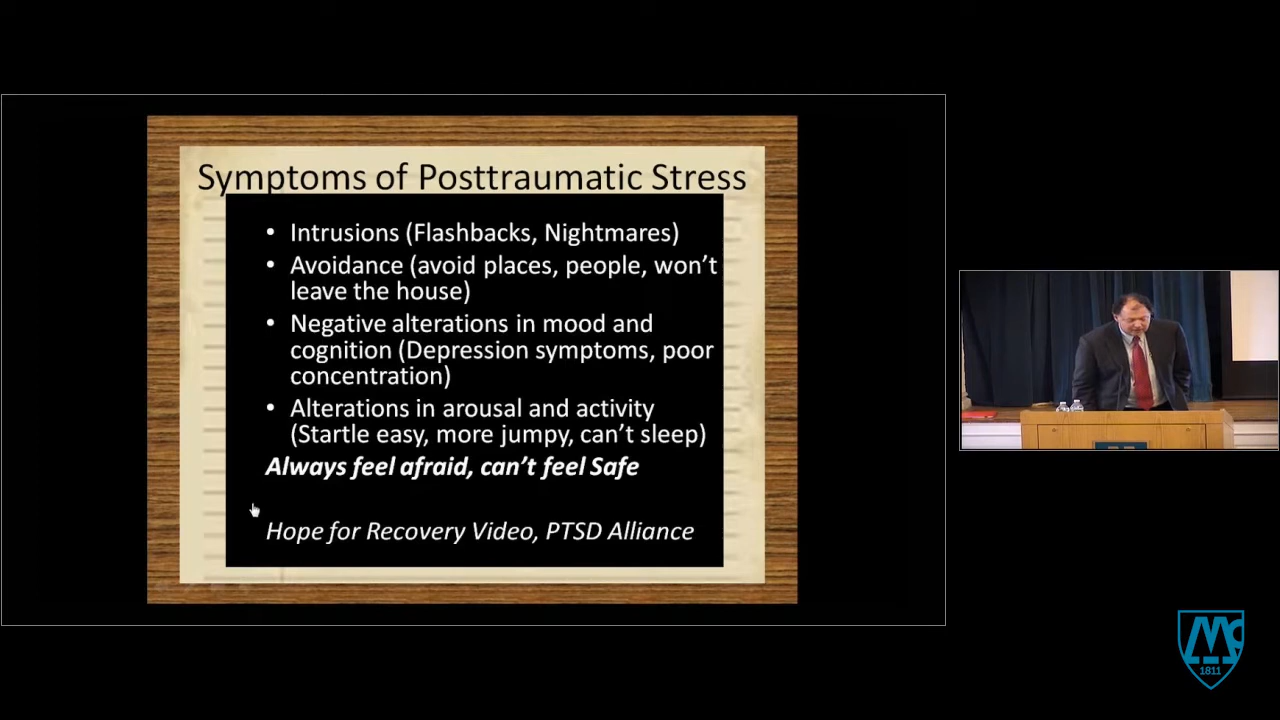 Symptoms of Posttraumatic Stress
• Intrusions (Flashbacks, Nightmares)
• Avoidance (avoid places, people, won't
leave the house)
• Negative alterations in mood and
cognition (Depression symptoms, poor
concentration)
• Alterations in arousal and activity
(Startle easy, more jumpy, can't sleep)
Always feel afraid, can't feel Safe
Hope for Recovery Video, PTSD Alliance
Mc
1811